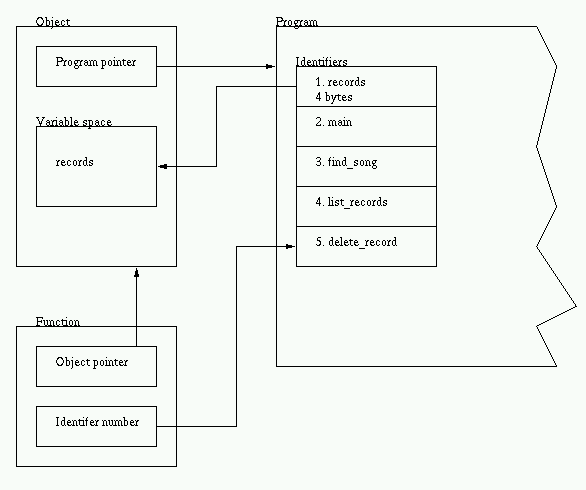 Object
Program pointer
Variable space
records
Program
Identifiers
1. records
4 bytes
2. main
3. find_song
4. list_records
5. delete_record
Function
Object pointer
Identifer number